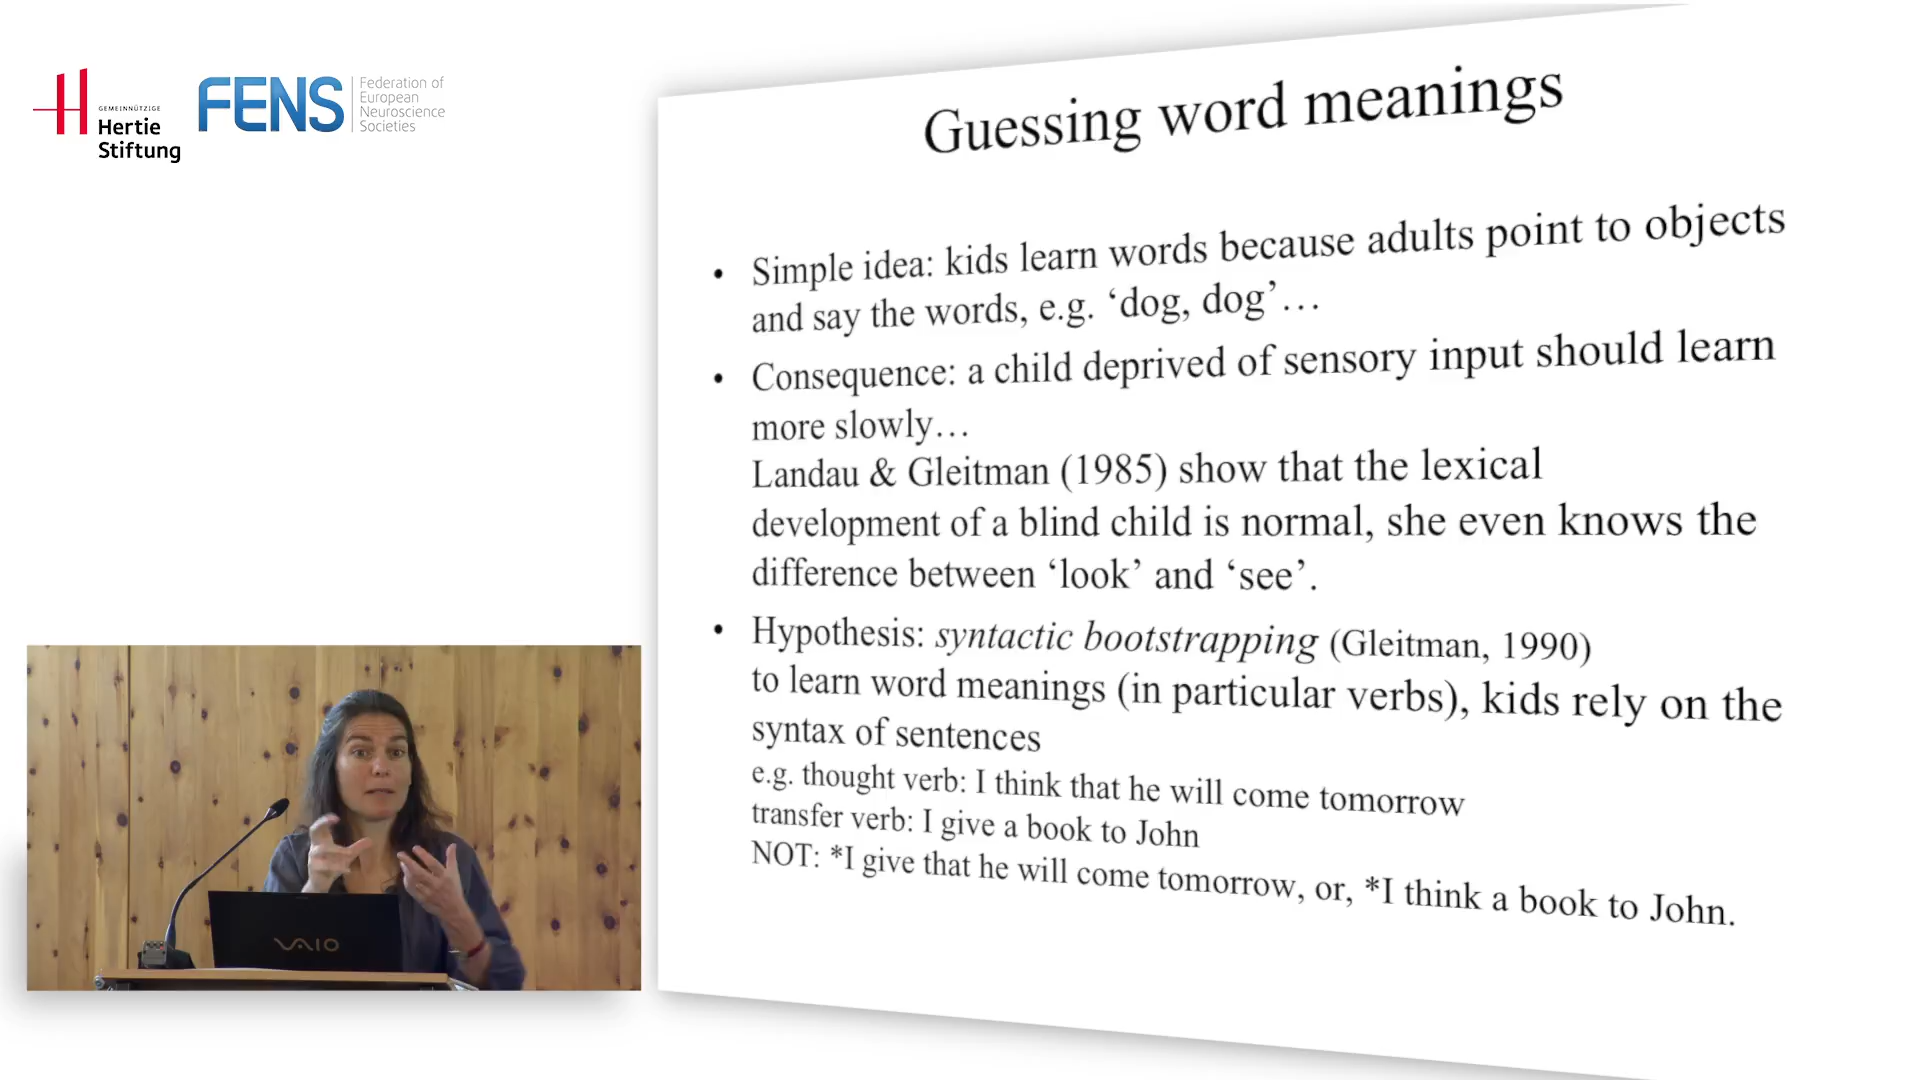 GEMEINNÜTZIGE
Hertie
Stiftung
FENS
Federation of
European
Neuroscience
Societies
Guessing word meanings
• Simple idea: kids learn words because adults point to objects
and say the words, e.g. ‘dog, dog’…
• Consequence: a child deprived of sensory input should learn
more slowly…
Landau & Gleitman (1985) show that the lexical
development of a blind child is normal, she even knows the
difference between ‘look’ and ‘see’.
• Hypothesis: syntactic bootstrapping (Gleitman, 1990)
to learn word meanings (in particular verbs), kids rely on the
syntax of sentences
e.g. thought verb: I think that he will come tomorrow
transfer verb: I give a book to John
NOT: *I give that he will come tomorrow, or, *I think a book to John.
VAIO